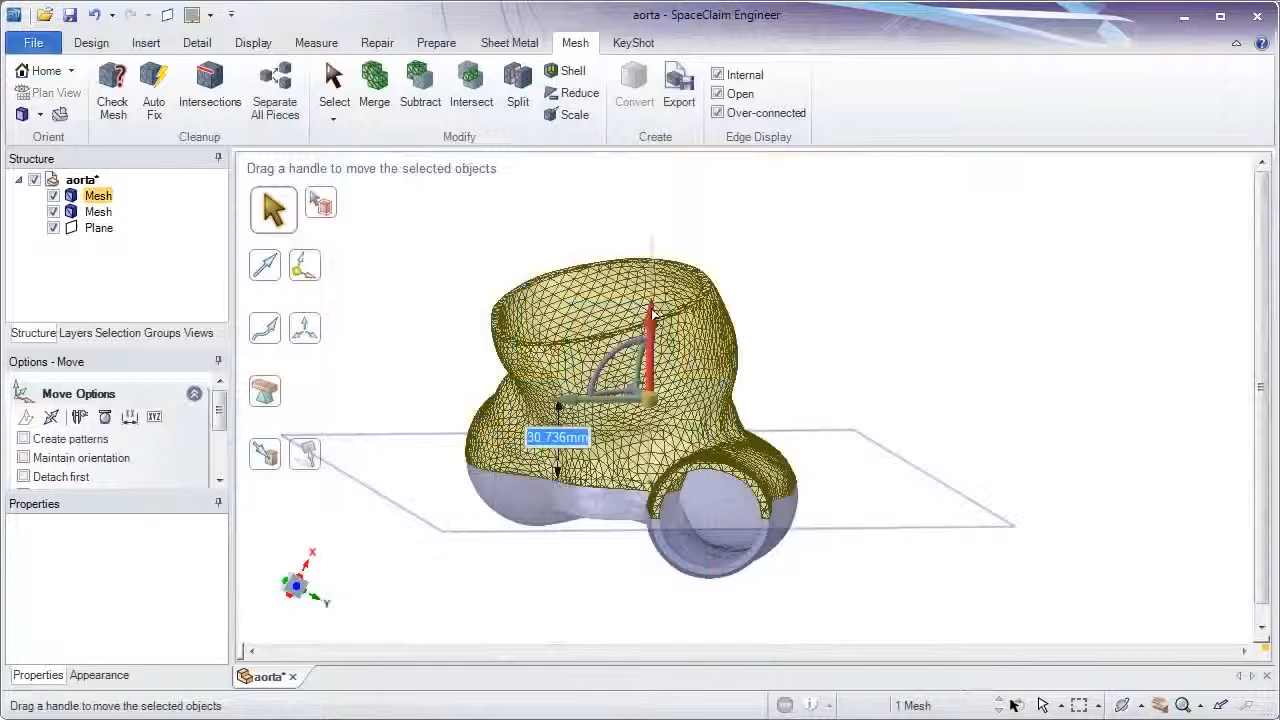 aorta - SpaceClaim Engineer
File Design Insert Detail Display Measure Repair Prepare Sheet Metal Mesh KeyShot
Home
Plan View
Orient
Check Mesh
Auto Fix
Intersections
Separate All Pieces
Cleanup
Select
Merge
Subtract
Intersect
Split
Shell
Reduce
Scale
Modify
Convert
Export
Create
Internal
Open
Over-connected
Edge Display
Structure
aorta*
Mesh
Mesh
Plane
Structure Layers Selection Groups Views
Options - Move
Move Options
XYZ
Create patterns
Maintain orientation
Detach first
Properties
Properties Appearance
Drag a handle to move the selected objects
30.736mm
X
Y
aorta*
Drag a handle to move the selected objects
1 Mesh